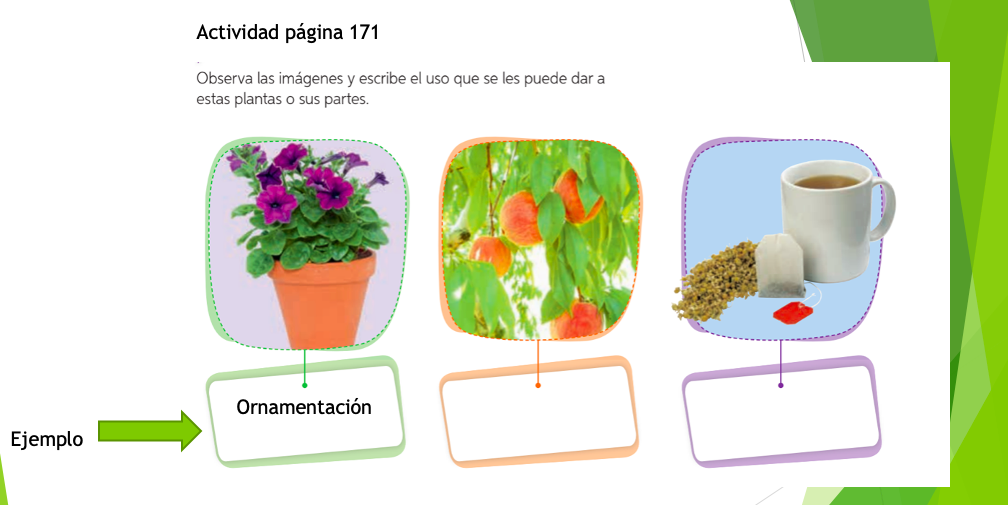 Actividad página 171
Observa las imágenes y escribe el uso que se les puede dar a
estas plantas o sus partes.
Ornamentación
Ejemplo